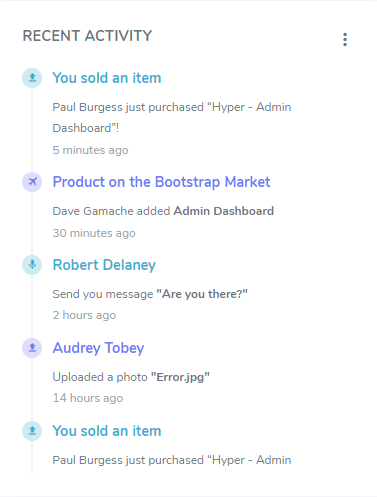 RECENT ACTIVITY
You sold an item
Paul Burgess just purchased “Hyper - Admin
Dashboard”!
5 minutes ago
Product on the Bootstrap Market
Dave Gamache added Admin Dashboard
30 minutes ago
Robert Delaney
Send you message "Are you there?"
2 hours ago
Audrey Tobey
Uploaded a photo "Error.jpg"
14 hours ago
You sold an item
Paul Burgess just purchased “Hyper - Admin